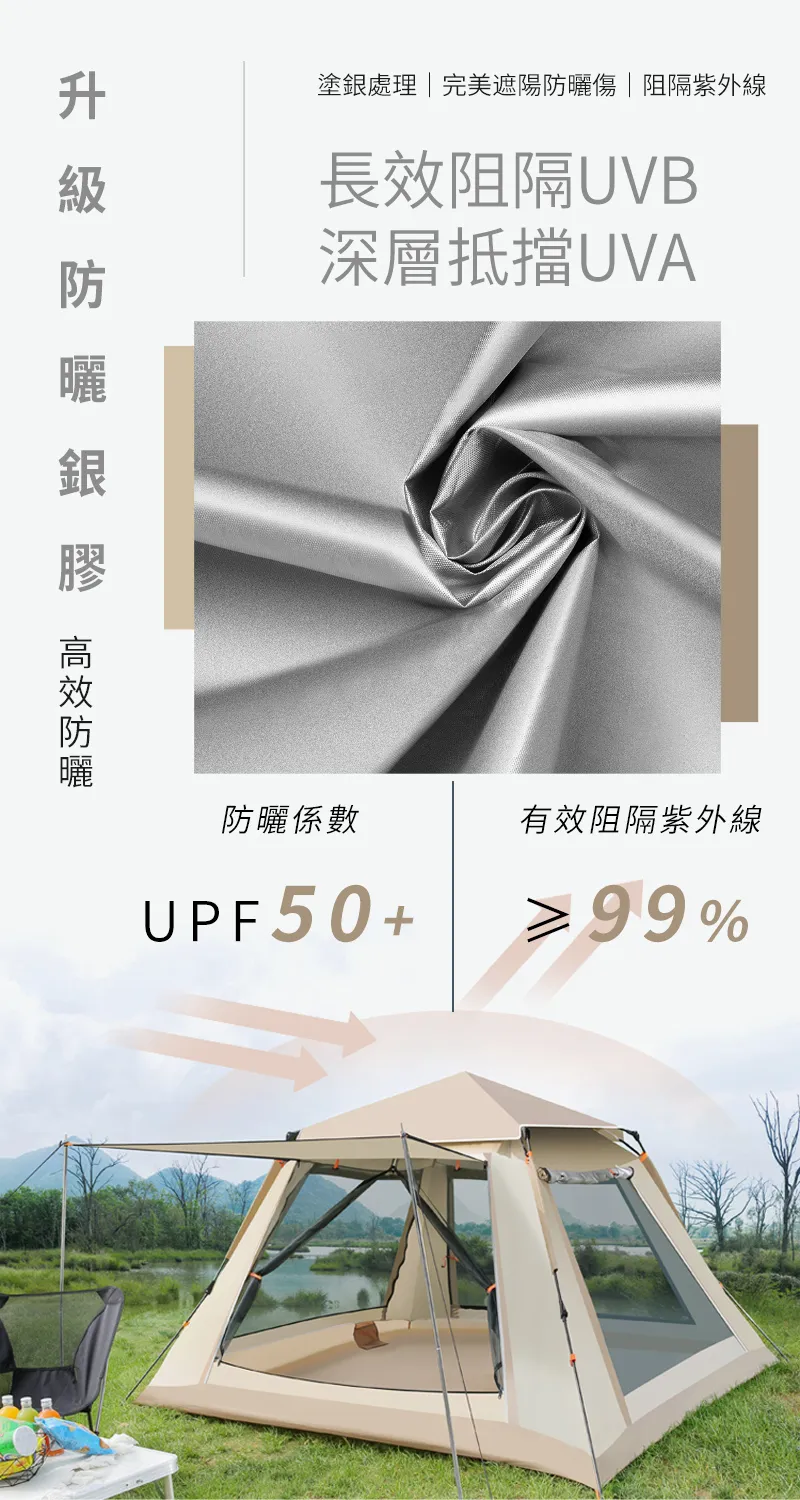 升級防曬銀膠
高效防曬
塗銀處理｜完美遮陽防曬傷｜阻隔紫外線
長效阻隔UVB
深層抵擋UVA
防曬係數
UPF50+
有效阻隔紫外線
≥99%